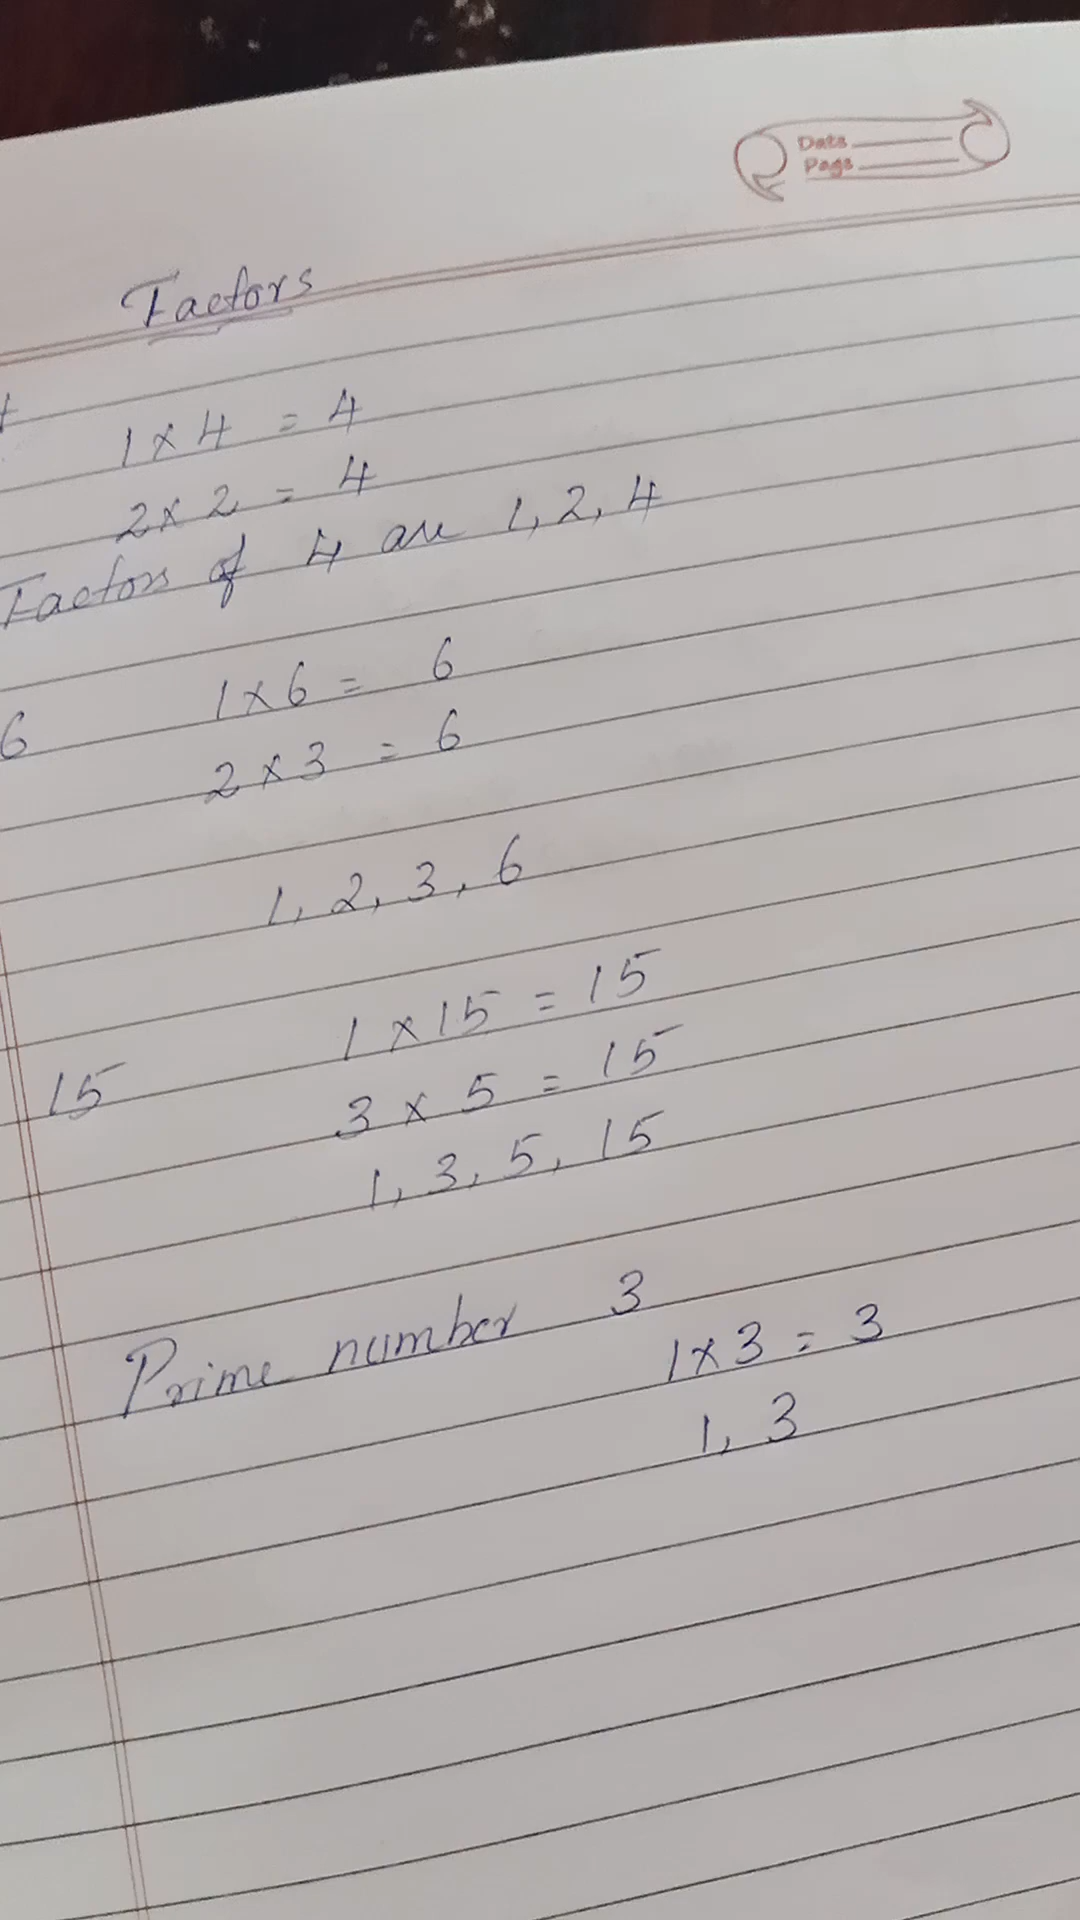 Date
Page
Factors
1 × 4 = 4
2 × 2 = 4
Factors of 4 are 1, 2, 4
1 × 6 = 6
6
2 × 3 = 6
1, 2, 3, 6
1 × 15 = 15
15
3 × 5 = 15
1, 3, 5, 15
Prime number 3
1 × 3 = 3
1, 3